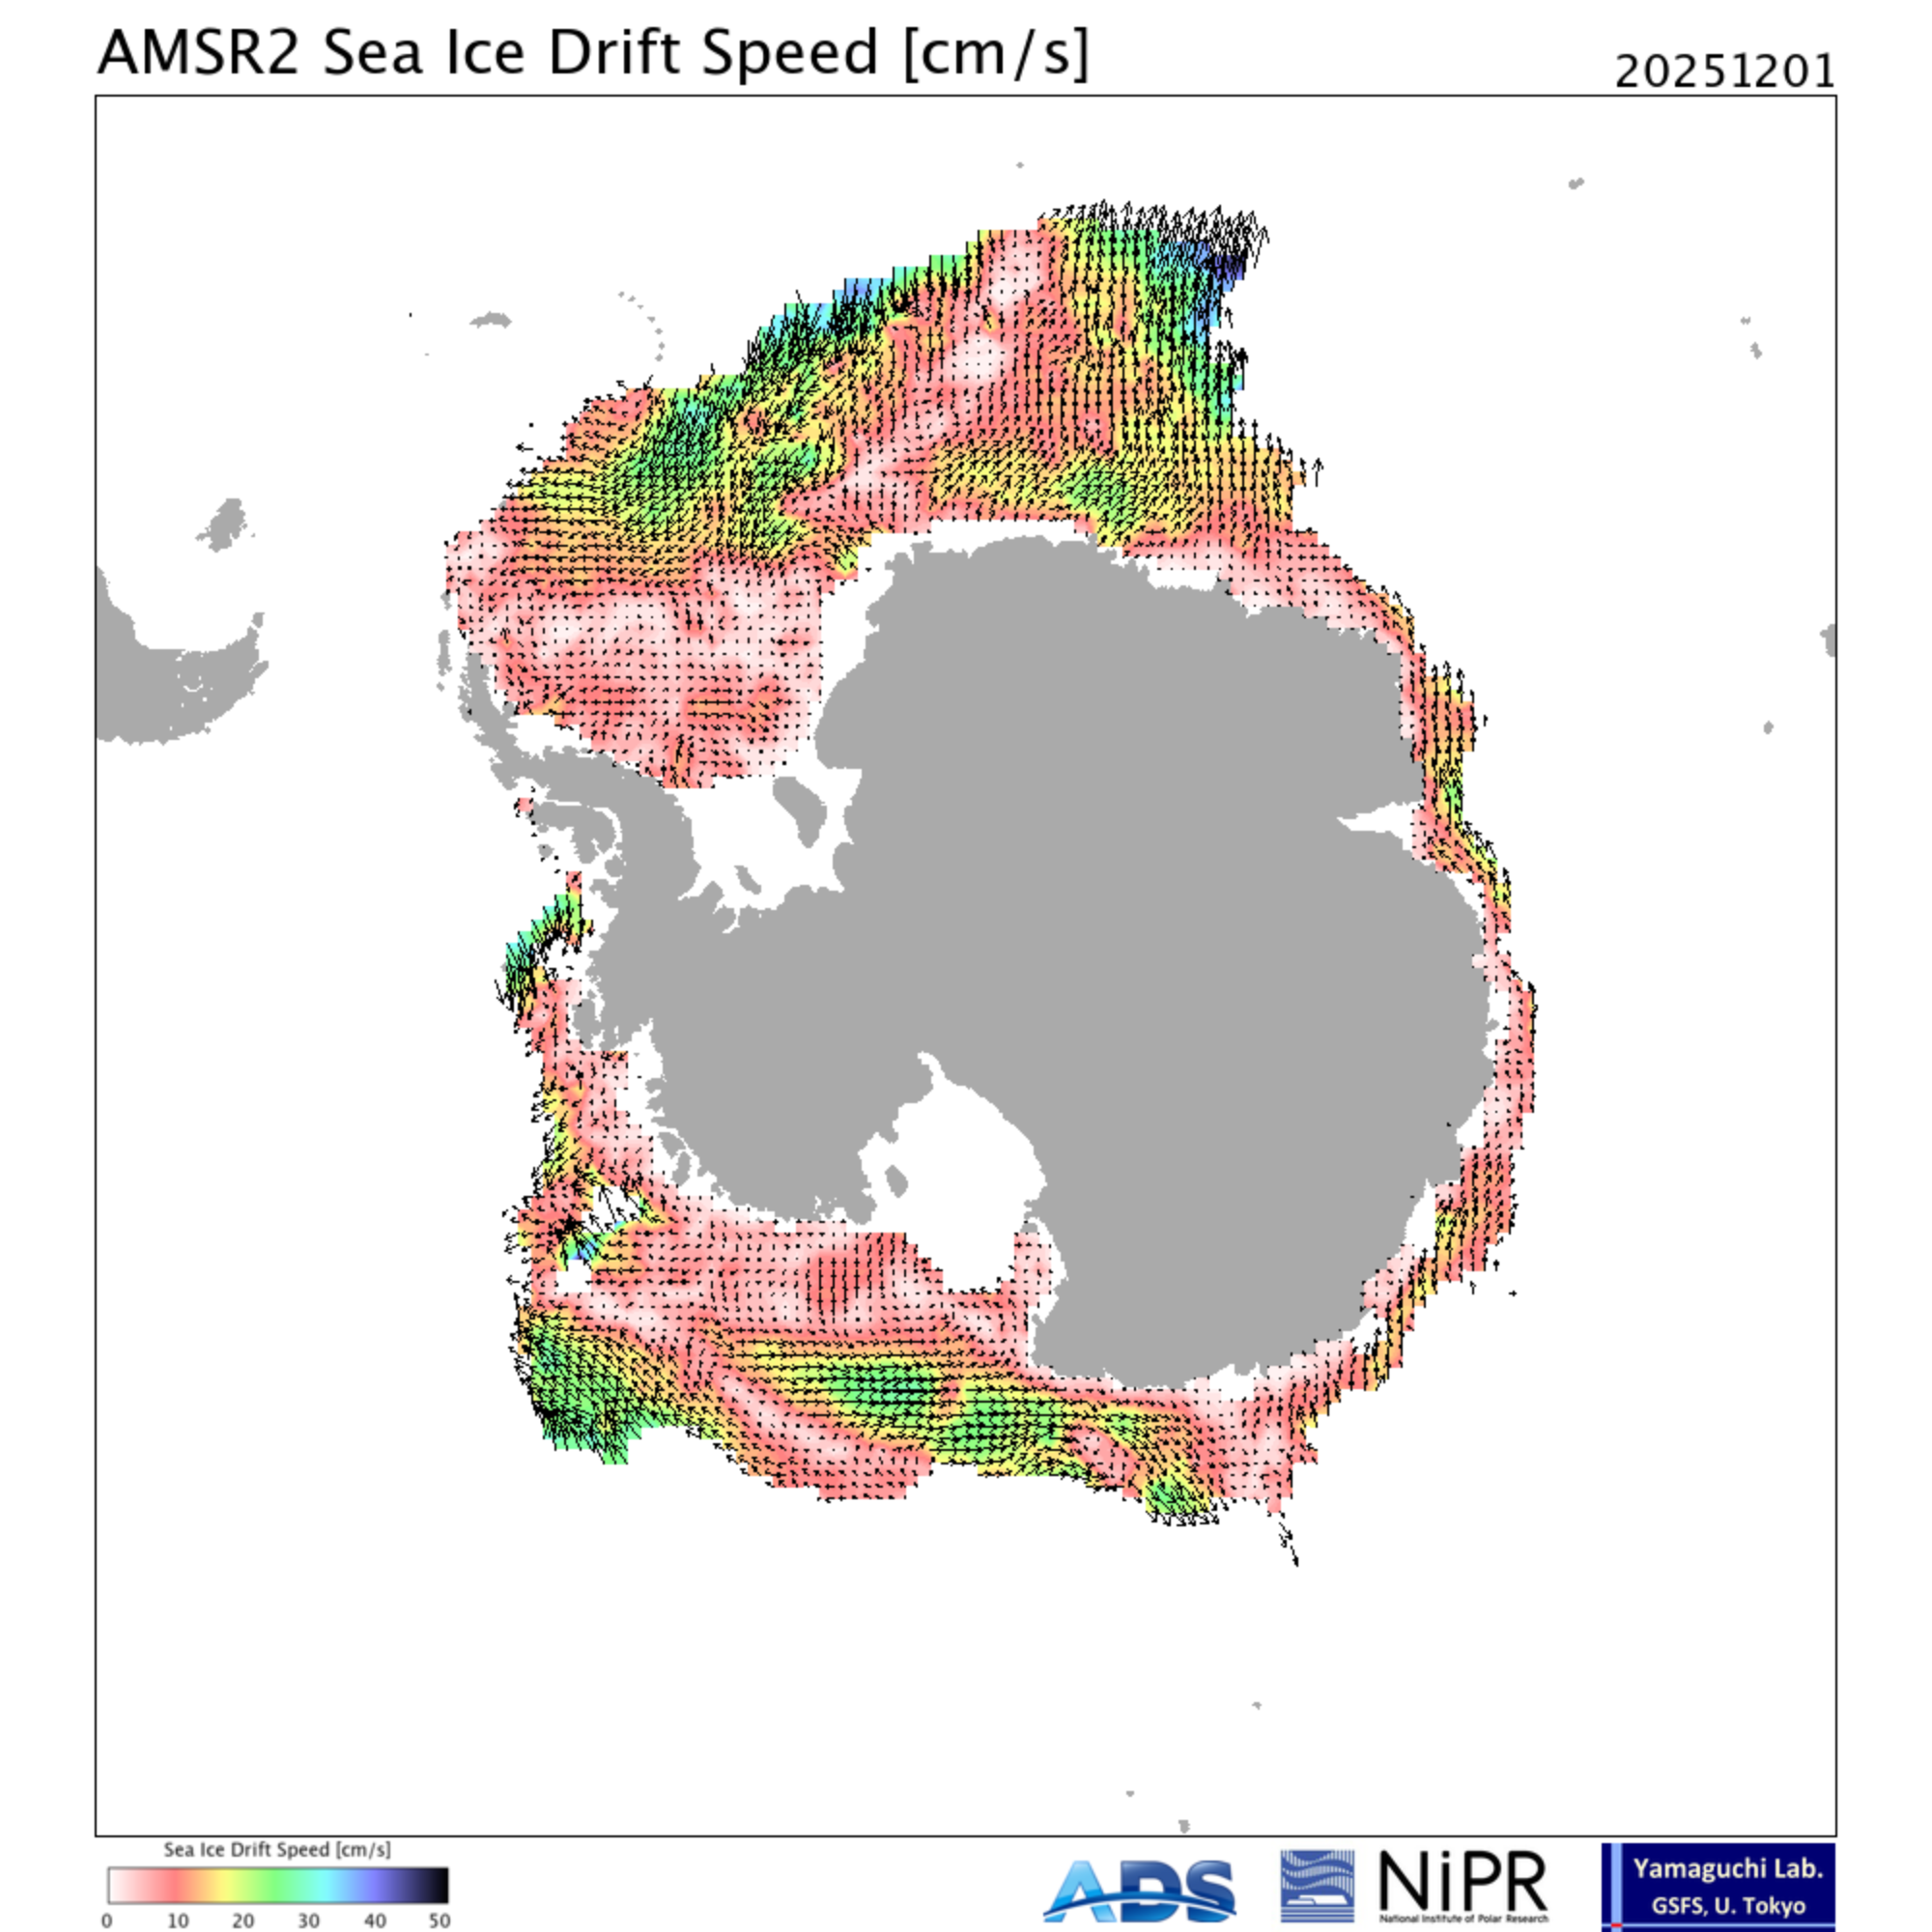 AMSR2 Sea Ice Drift Speed [cm/s]
20251201
Sea Ice Drift Speed [cm/s]
0 10 20 30 40 50
ADS
NiPR
National Institute of Polar Research
Yamaguchi Lab.
GSFS, U. Tokyo